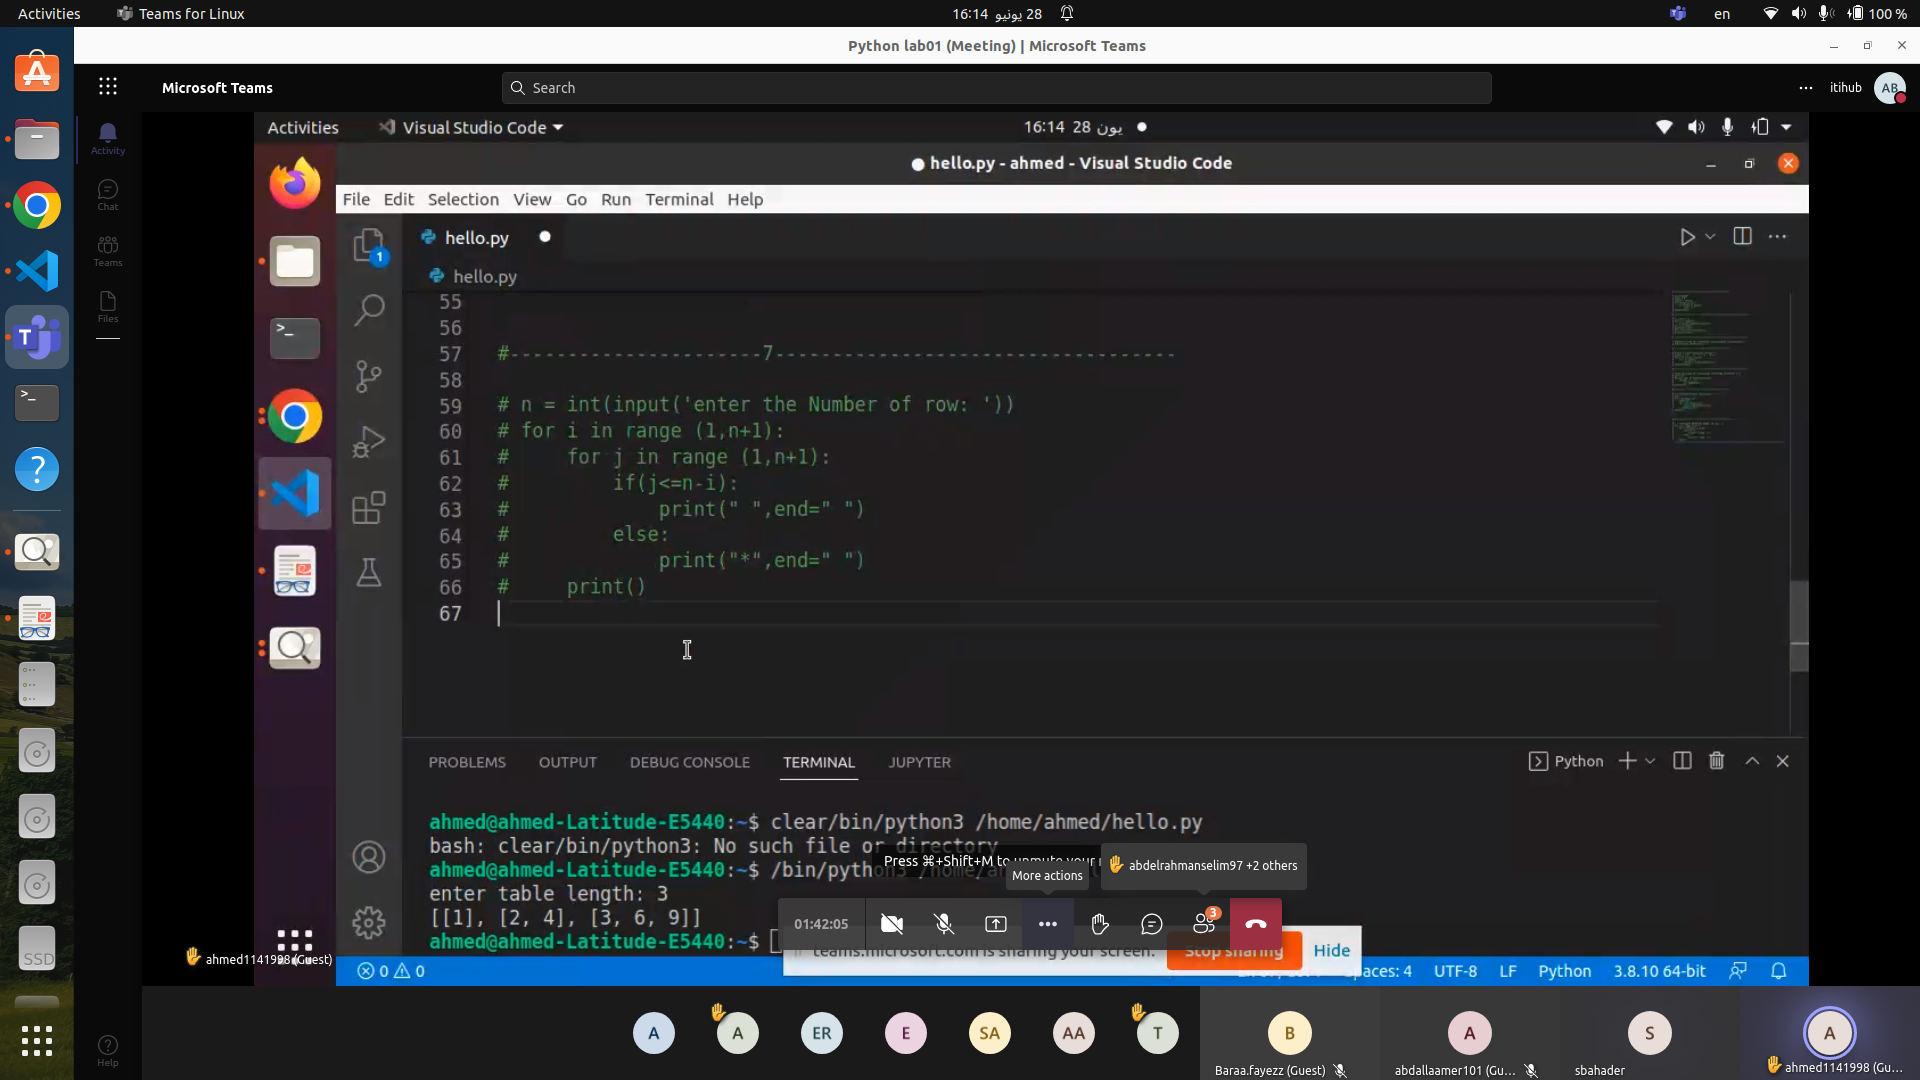 Activities
Teams for Linux
28 يونيو 16:14
en
100 %
Python lab01 (Meeting) | Microsoft Teams
Microsoft Teams
Search
itihub
AB
Activity
Chat
Teams
Files
Help
SSD
Activities
Visual Studio Code
يون 28 16:14
hello.py - ahmed - Visual Studio Code
File Edit Selection View Go Run Terminal Help
1
hello.py
hello.py
55
56
57 #----------------------7-----------------------------------
58
59 # n = int(input('enter the Number of row: '))
60 # for i in range (1,n+1):
61 #     for j in range (1,n+1):
62 #         if(j<=n-i):
63 #             print(" ",end=" ")
64 #         else:
65 #             print("*",end=" ")
66 #     print()
67
PROBLEMS OUTPUT DEBUG CONSOLE TERMINAL JUPYTER
Python
ahmed@ahmed-Latitude-E5440:~$ clear/bin/python3 /home/ahmed/hello.py
bash: clear/bin/python3: No such file or directory
ahmed@ahmed-Latitude-E5440:~$ /bin/python3
enter table length: 3
[[1], [2, 4], [3, 6, 9]]
ahmed@ahmed-Latitude-E5440:~$
Press ⌘+Shift+M to unmute your
More actions
abdelrahmanselim97 +2 others
01:42:05
3
teams.microsoft.com is sharing your screen.
Stop sharing
Hide
ahmed1141998 (Guest)
0 0
Spaces: 4 UTF-8 LF Python 3.8.10 64-bit
A
A
ER
E
SA
AA
T
B
A
S
A
Baraa.fayezz (Guest)
abdallaamer101 (Gu...
sbahader
ahmed1141998 (Gu...